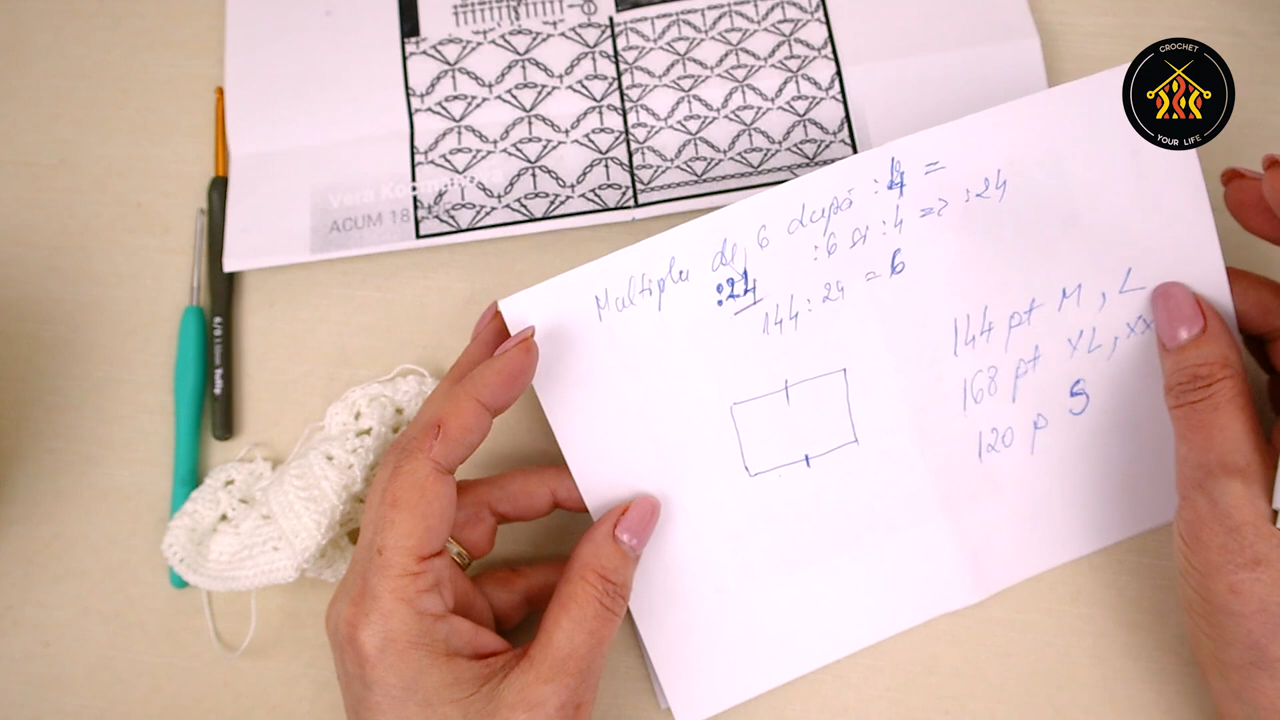 CROCHET
YOUR LIFE
ACUM 18
Multiplu de 6 după :4 =
:24 :6 si :4 => :24
144 : 24 = 6
144 pt M, L
168 pt XL, XX
120 p S